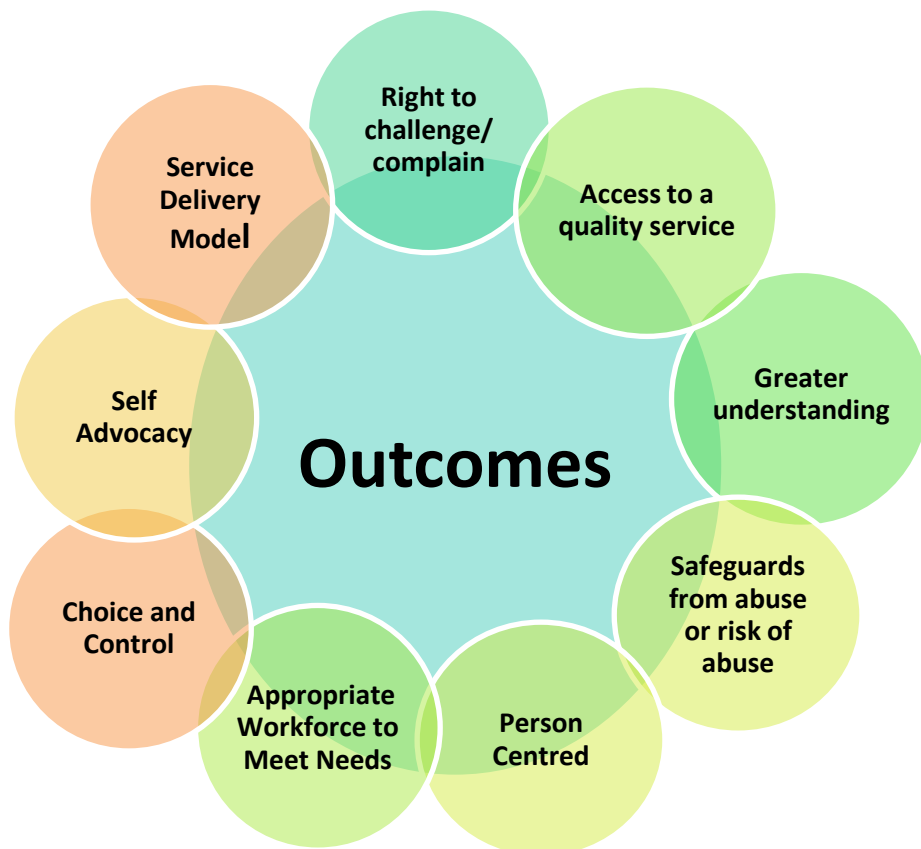 Right to
challenge/
complain
Access to a
quality service
Greater
understanding
Safeguards
from abuse
or risk of
abuse
Person
Centred
Appropriate
Workforce to
Meet Needs
Choice and
Control
Self
Advocacy
Service
Delivery
Model
Outcomes